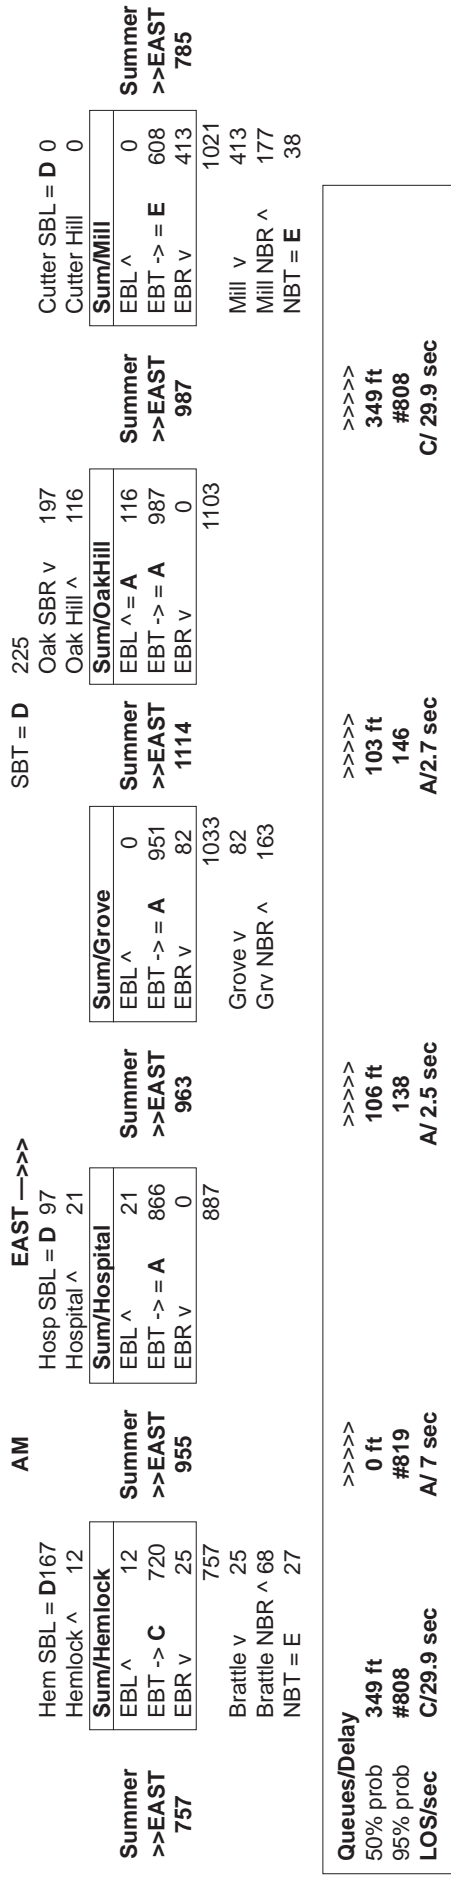 AM
EAST —>>>
Summer
>>EAST
757
Hem SBL = D167
Hemlock ^ 12
Sum/Hemlock
EBL ^ 12
EBT -> C 720
EBR v 25
757
Brattle v 25
Brattle NBR ^ 68
NBT = E 27
Summer
>>EAST
955
Hosp SBL = D 97
Hospital ^ 21
Sum/Hospital
EBL ^ 21
EBT -> = A 866
EBR v 0
887
Summer
>>EAST
963
Sum/Grove
EBL ^ 0
EBT -> = A 951
EBR v 82
1033
Grove v 82
Grv NBR ^ 163
Summer
>>EAST
1114
SBT = D 225
Oak SBR v 197
Oak Hill ^ 116
Sum/OakHill
EBL ^ = A 116
EBT -> = A 987
EBR v 0
1103
Summer
>>EAST
987
Cutter SBL = D 0
Cutter Hill 0
Sum/Mill
EBL ^ 0
EBT -> = E 608
EBR v 413
1021
Mill v 413
Mill NBR ^ 177
NBT = E 38
Summer
>>EAST
785
Queues/Delay >>>>> >>>>> >>>>> >>>>>
50% prob 349 ft 0 ft 106 ft 103 ft 349 ft
95% prob #808 #819 138 146 #808
LOS/sec C/29.9 sec A/ 7 sec A/ 2.5 sec A/2.7 sec C/ 29.9 sec